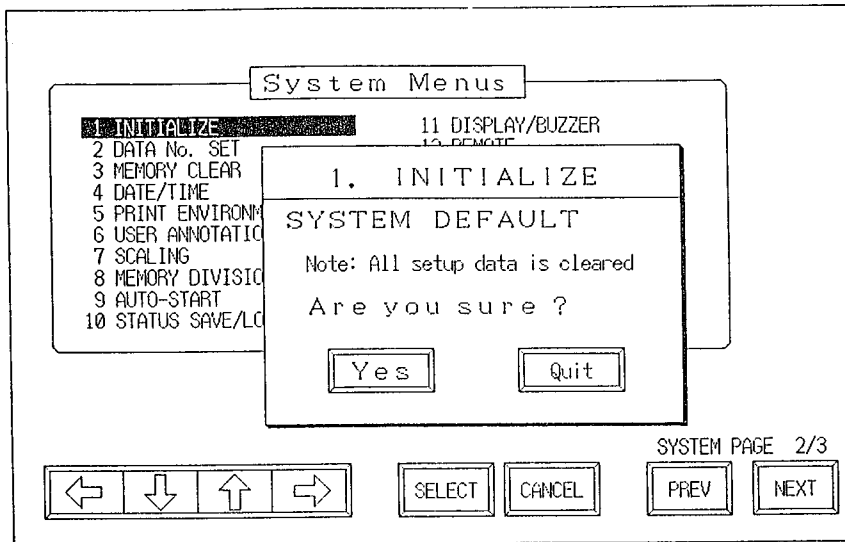 System Menus
1 INITIALIZE
2 DATA No. SET
3 MEMORY CLEAR
4 DATE/TIME
5 PRINT ENVIRONM
6 USER ANNOTATIO
7 SCALING
8 MEMORY DIVISIO
9 AUTO-START
10 STATUS SAVE/LO
11 DISPLAY/BUZZER
12 REMOTE
1. INITIALIZE
SYSTEM DEFAULT
Note: All setup data is cleared
Are you sure ?
Yes Quit
SYSTEM PAGE 2/3
SELECT CANCEL PREV NEXT